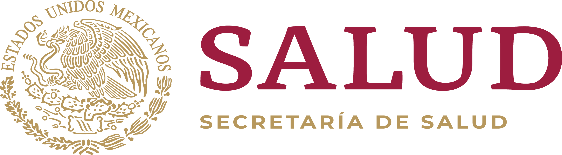 ESTADOS UNIDOS MEXICANOS
SALUD
SECRETARÍA DE SALUD